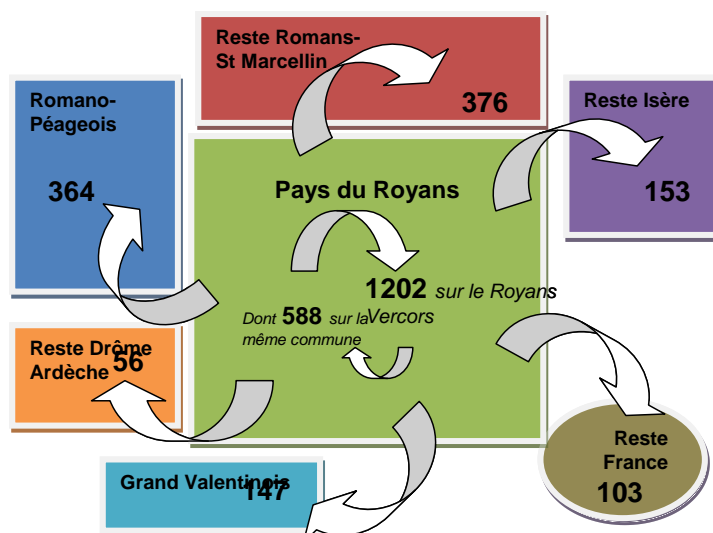 Reste Romans-
St Marcellin
376
Romano-
Péageois
364
Reste Isère
153
Pays du Royans
1202 sur le Royans
Vercors
Dont 588 sur la
même commune
Reste Drôme
Ardèche
56
Grand Valentinois
147
Reste
France
103